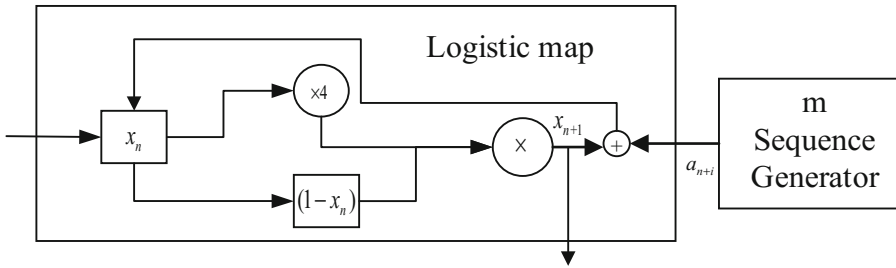 Logistic map
×4
x_n
×
x_{n+1}
+
(1−x_n)
a_{n+i}
m
Sequence
Generator